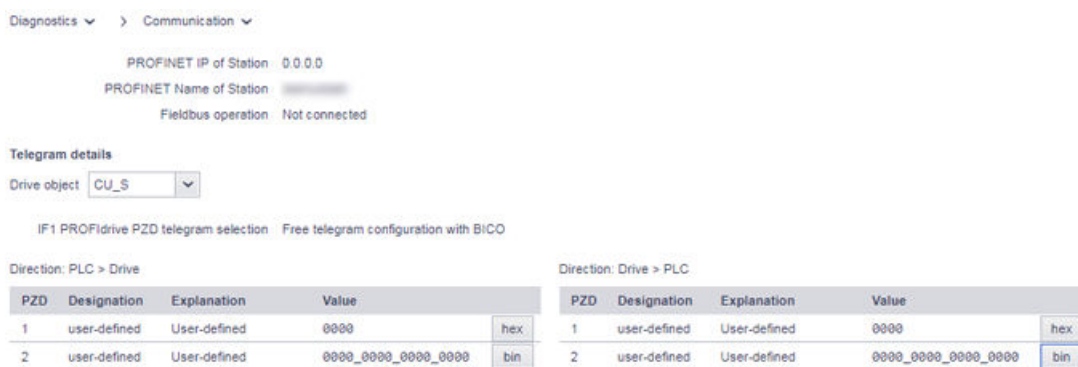 Diagnostics > Communication
PROFINET IP of Station 0.0.0.0
PROFINET Name of Station
Fieldbus operation Not connected
Telegram details
Drive object CU_S
IF1 PROFIdrive PZD telegram selection Free telegram configuration with BICO
Direction: PLC > Drive
PZD Designation Explanation Value
1 user-defined User-defined 0000 hex
2 user-defined User-defined 0000_0000_0000_0000 bin
Direction: Drive > PLC
PZD Designation Explanation Value
1 user-defined User-defined 0000 hex
2 user-defined User-defined 0000_0000_0000_0000 bin